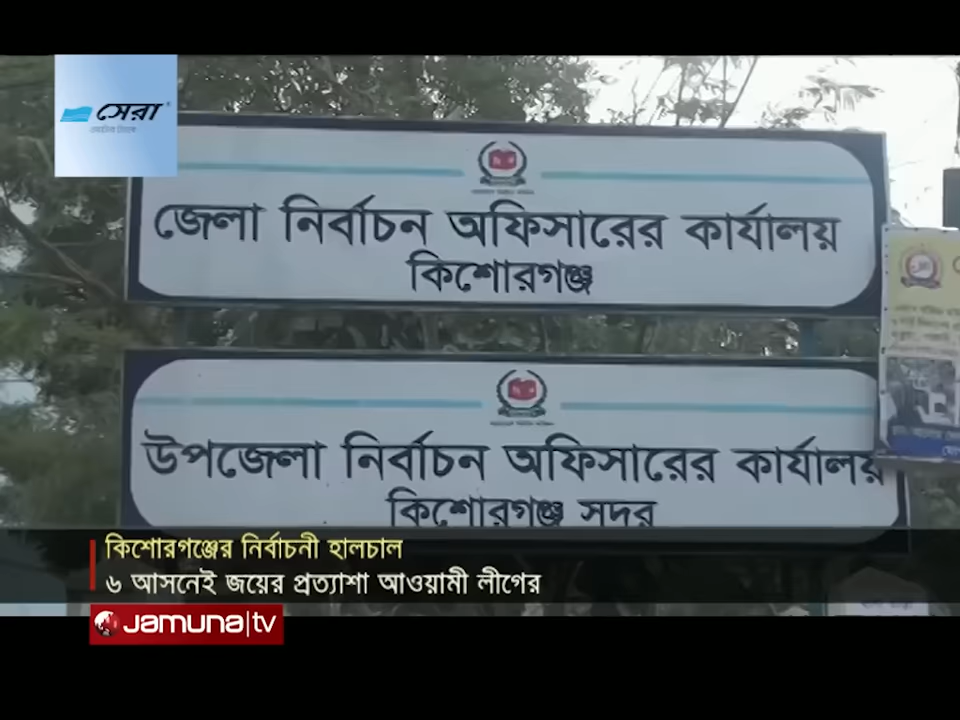 সেরা
জেলা নির্বাচন অফিসারের কার্যালয়
কিশোরগঞ্জ
উপজেলা নির্বাচন অফিসারের কার্যালয়
কিশোরগঞ্জ সদর
কিশোরগঞ্জের নির্বাচনী হালচাল
৬ আসনেই জয়ের প্রত্যাশা আওয়ামী লীগের
Jamuna|tv